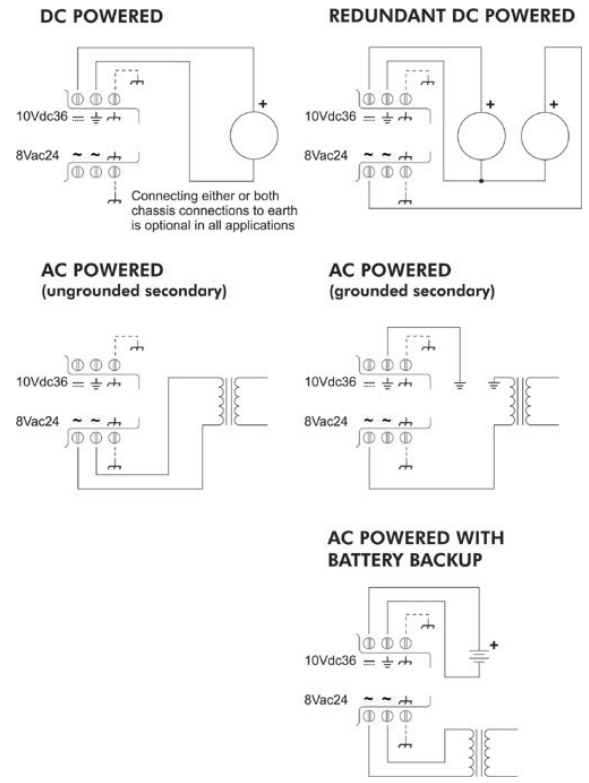 DC POWERED
10Vdc36
8Vac24
~ ~
+
Connecting either or both
chassis connections to earth
is optional in all applications
REDUNDANT DC POWERED
10Vdc36
8Vac24
~ ~
+
+
AC POWERED
(ungrounded secondary)
10Vdc36
8Vac24
~ ~
AC POWERED
(grounded secondary)
10Vdc36
8Vac24
~ ~
AC POWERED WITH
BATTERY BACKUP
+
10Vdc36
8Vac24
~ ~